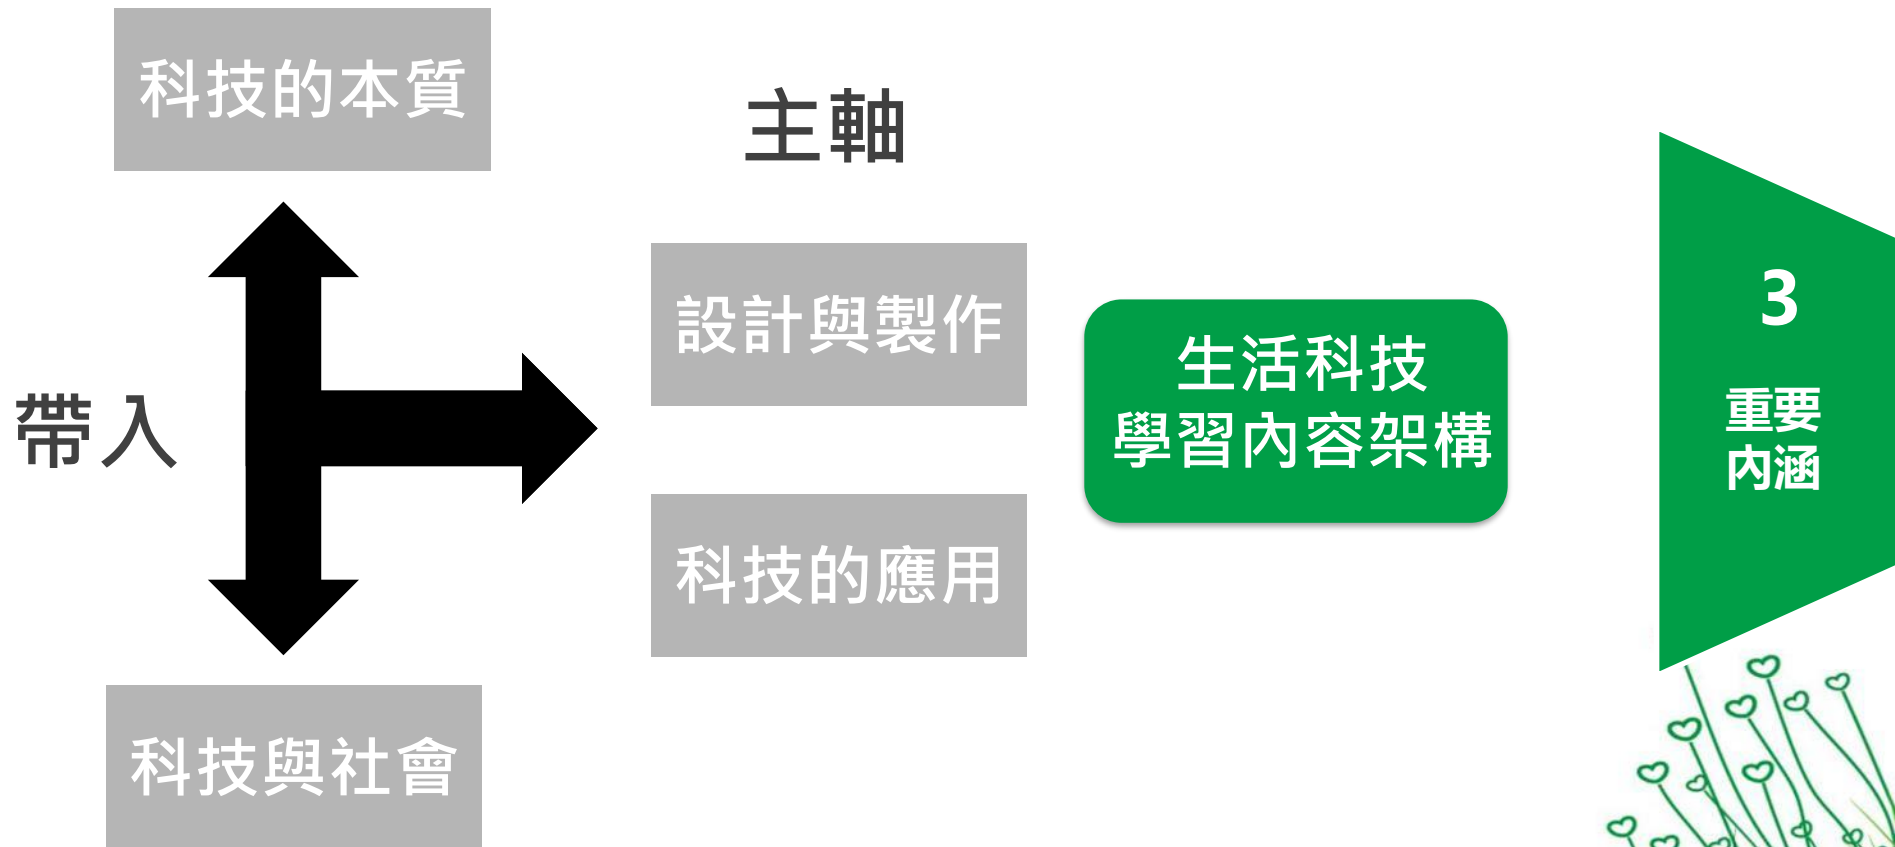 科技的本質
主軸
設計與製作
帶入
生活科技
學習內容架構
科技的應用
科技與社會
3
重要
內涵